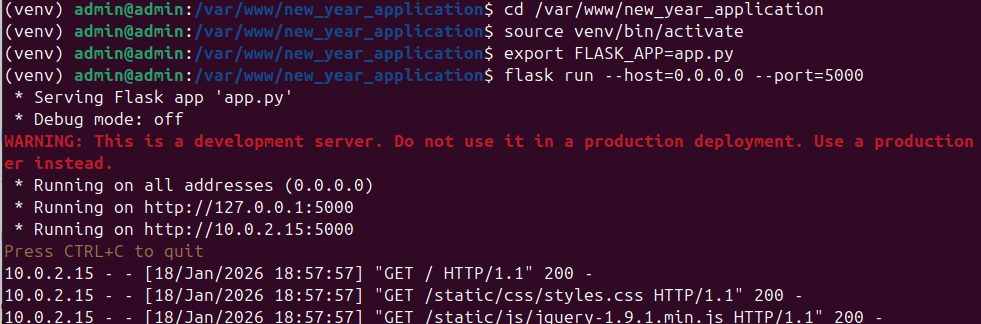 (venv) admin@admin:/var/www/new_year_application$ cd /var/www/new_year_application
(venv) admin@admin:/var/www/new_year_application$ source venv/bin/activate
(venv) admin@admin:/var/www/new_year_application$ export FLASK_APP=app.py
(venv) admin@admin:/var/www/new_year_application$ flask run --host=0.0.0.0 --port=5000
 * Serving Flask app 'app.py'
 * Debug mode: off
WARNING: This is a development server. Do not use it in a production deployment. Use a production
er instead.
 * Running on all addresses (0.0.0.0)
 * Running on http://127.0.0.1:5000
 * Running on http://10.0.2.15:5000
Press CTRL+C to quit
10.0.2.15 - - [18/Jan/2026 18:57:57] "GET / HTTP/1.1" 200 -
10.0.2.15 - - [18/Jan/2026 18:57:57] "GET /static/css/styles.css HTTP/1.1" 200 -
10.0.2.15 - - [18/Jan/2026 18:57:57] "GET /static/js/jquery-1.9.1.min.js HTTP/1.1" 200 -